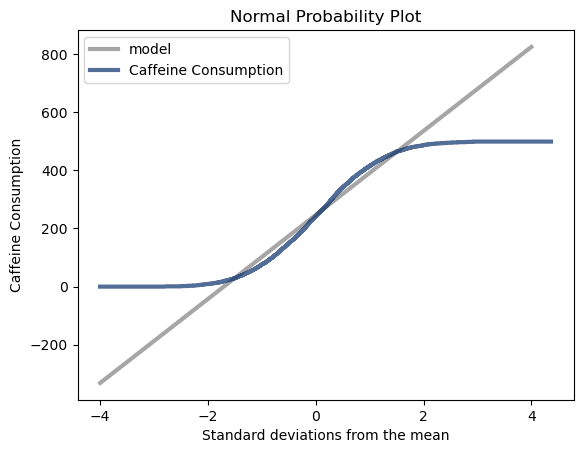 Normal Probability Plot
model
Caffeine Consumption
800
600
400
200
0
−200
Caffeine Consumption
−4
−2
0
2
4
Standard deviations from the mean